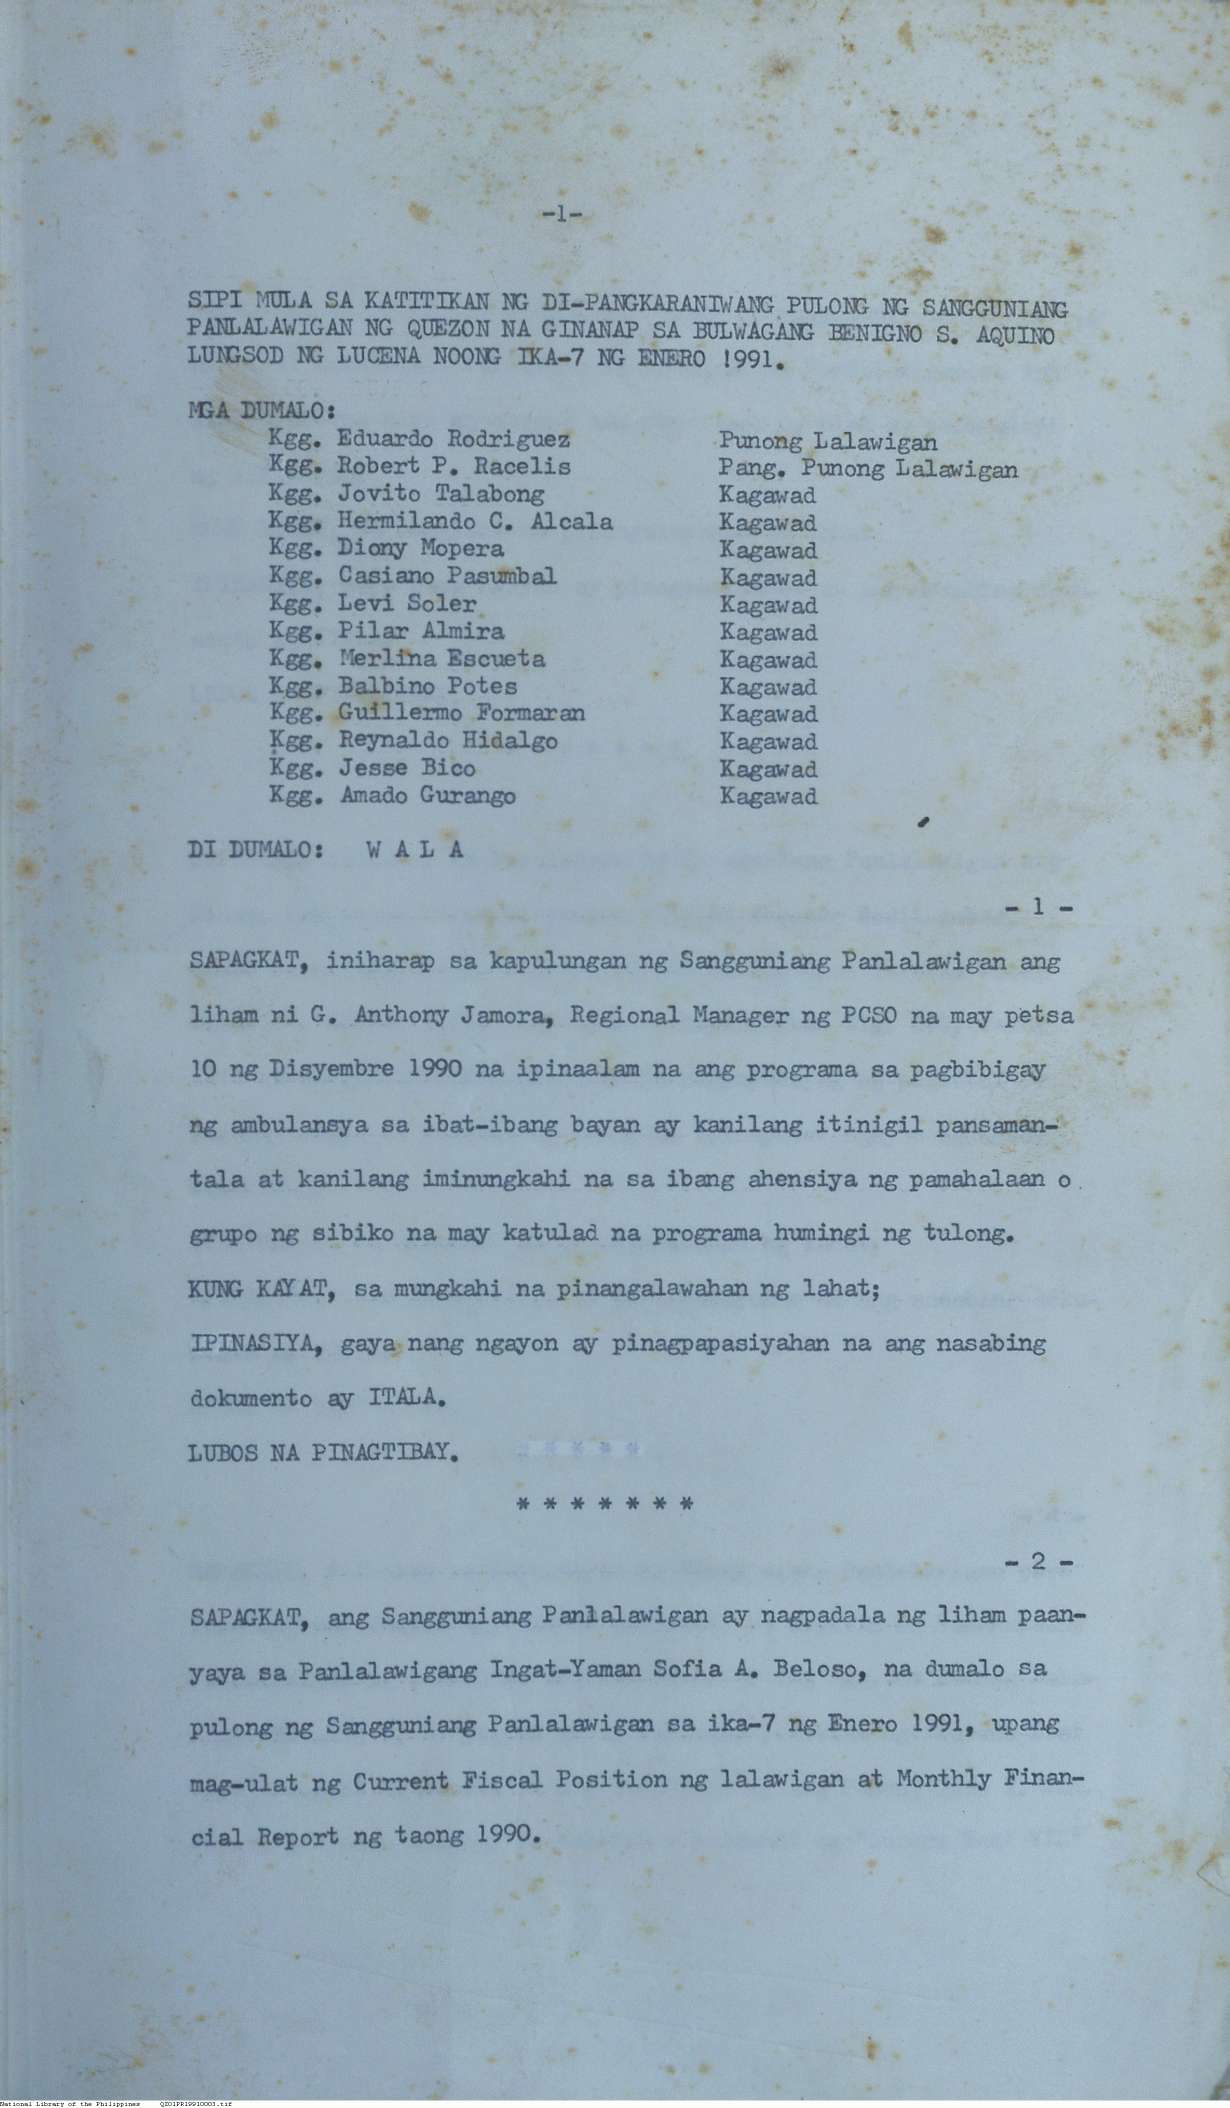 -1-
SIPI MULA SA KATITIKAN NG DI-PANGKARANIWANG PULONG NG SANGGUNIANG
PANLALAWIGAN NG QUEZON NA GINANAP SA BULWAGANG BENIGNO S. AQUINO
LUNGSOD NG LUCENA NOONG IKA-7 NG ENERO 1991.
MGA DUMALO:
Kgg. Eduardo Rodriguez Punong Lalawigan
Kgg. Robert P. Racelis Pang. Punong Lalawigan
Kgg. Jovito Talabong Kagawad
Kgg. Hermilando C. Alcala Kagawad
Kgg. Diony Mopera Kagawad
Kgg. Casiano Pasumbal Kagawad
Kgg. Levi Soler Kagawad
Kgg. Pilar Almira Kagawad
Kgg. Merlina Escueta Kagawad
Kgg. Balbino Potes Kagawad
Kgg. Guillermo Formaran Kagawad
Kgg. Reynaldo Hidalgo Kagawad
Kgg. Jesse Bico Kagawad
Kgg. Amado Gurango Kagawad
DI DUMALO: W A L A
- 1 -
SAPAGKAT, iniharap sa kapulungan ng Sangguniang Panlalawigan ang
liham ni G. Anthony Jamora, Regional Manager ng PCSO na may petsa
10 ng Disyembre 1990 na ipinaalam na ang programa sa pagbibigay
ng ambulansya sa ibat-ibang bayan ay kanilang itinigil pansaman-
tala at kanilang iminungkahi na sa ibang ahensiya ng pamahalaan o
grupo ng sibiko na may katulad na programa humingi ng tulong.
KUNG KAYAT, sa mungkahi na pinangalawahan ng lahat;
IPINASIYA, gaya nang ngayon ay pinagpapasiyahan na ang nasabing
dokumento ay ITALA.
LUBOS NA PINAGTIBAY.
* * * * * * *
- 2 -
SAPAGKAT, ang Sangguniang Panlalawigan ay nagpadala ng liham paan-
yaya sa Panlalawigang Ingat-Yaman Sofia A. Beloso, na dumalo sa
pulong ng Sangguniang Panlalawigan sa ika-7 ng Enero 1991, upang
mag-ulat ng Current Fiscal Position ng lalawigan at Monthly Finan-
cial Report ng taong 1990.
National Library of the Philippines QZ01PR19910003.tif